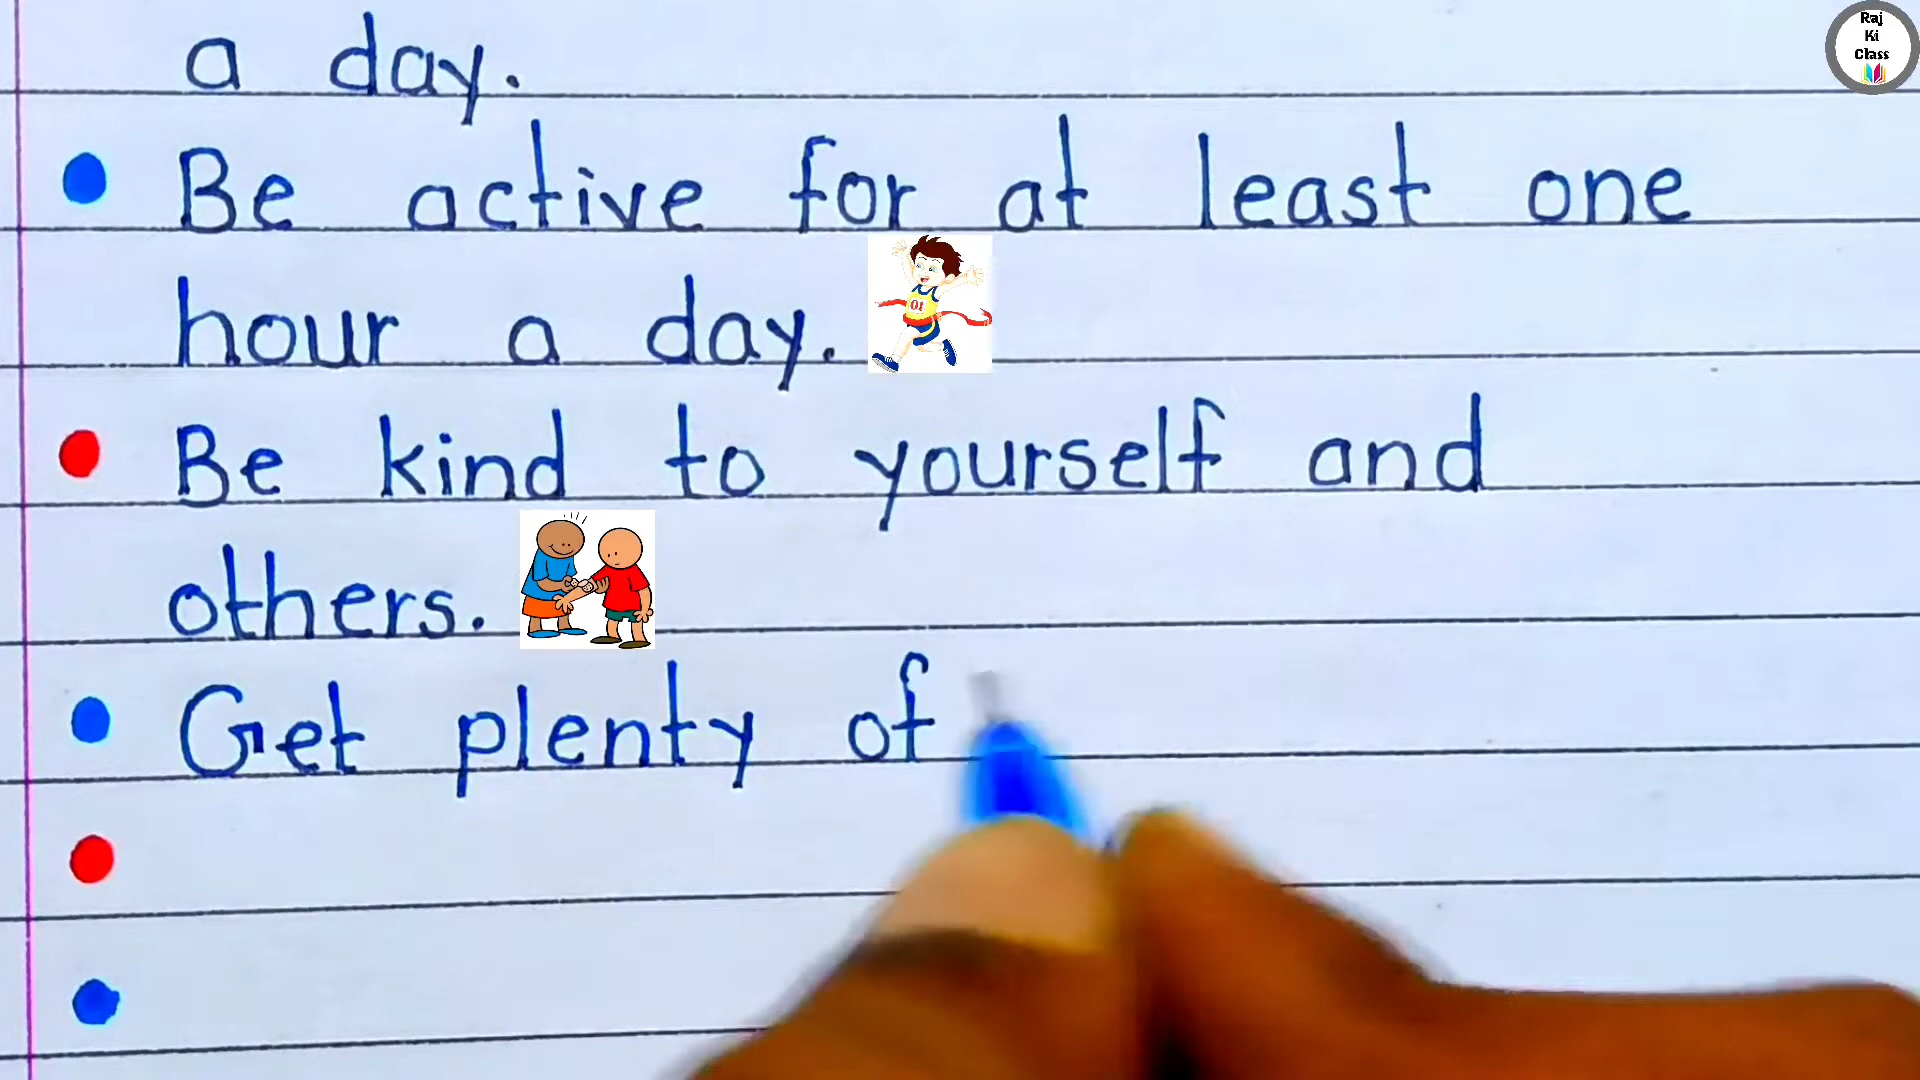 Raj
Ki
Class
a day.
Be active for at least one
hour a day.
01
Be kind to yourself and
others.
Get plenty of